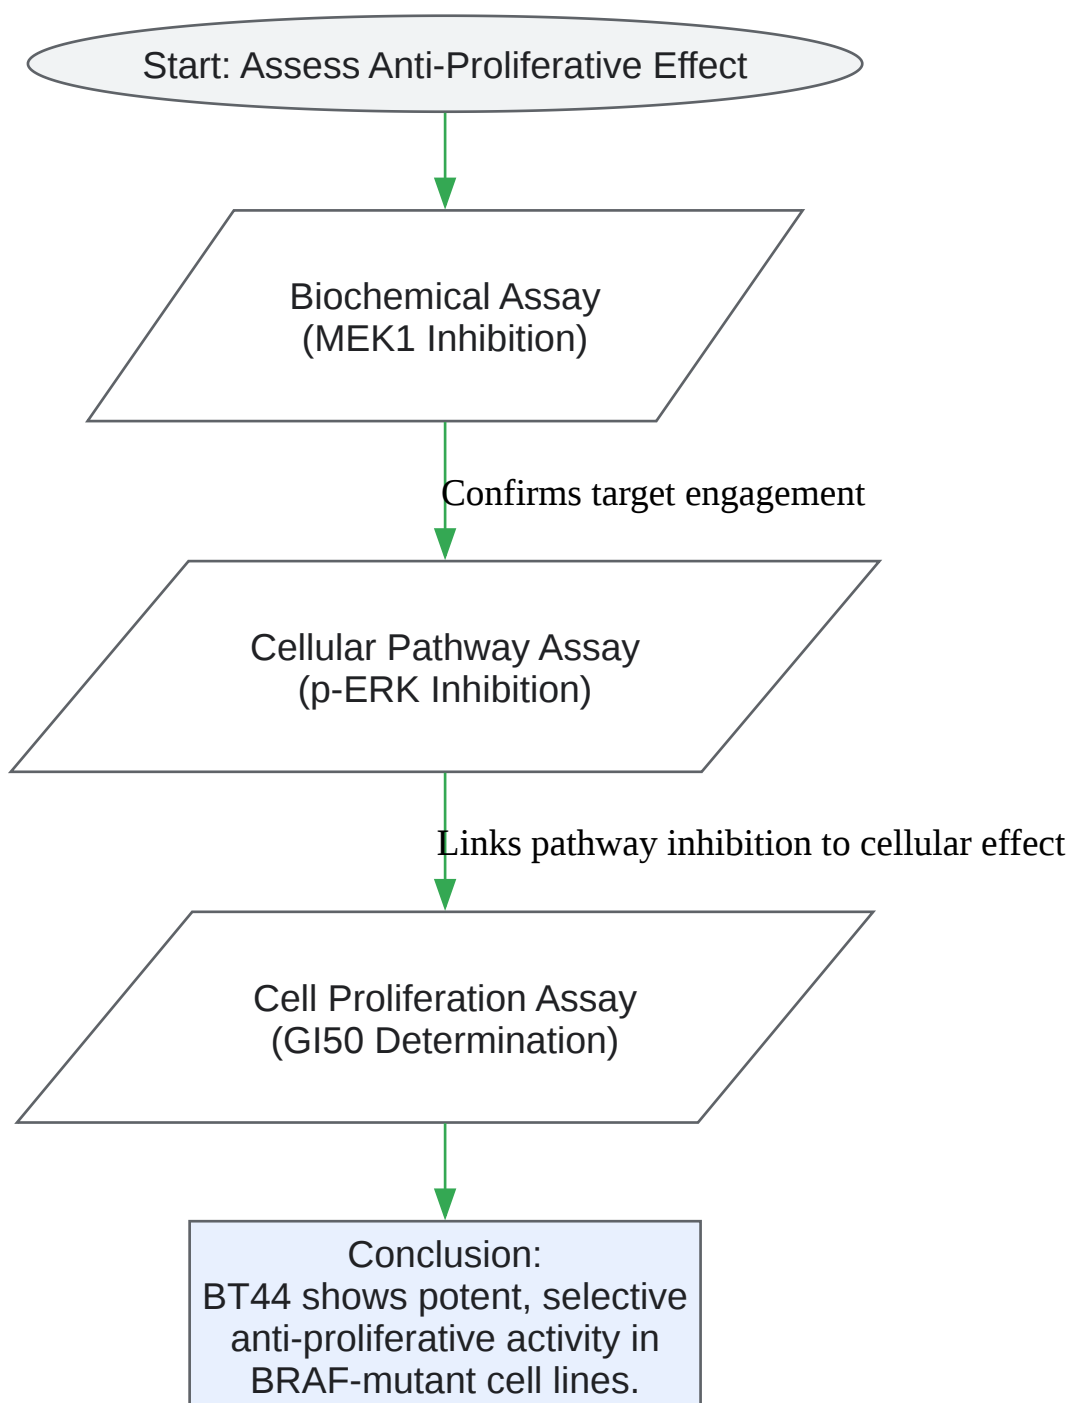 Start: Assess Anti-Proliferative Effect
Biochemical Assay
(MEK1 Inhibition)
Confirms target engagement
Cellular Pathway Assay
(p-ERK Inhibition)
Links pathway inhibition to cellular effect
Cell Proliferation Assay
(GI50 Determination)
Conclusion:
BT44 shows potent, selective
anti-proliferative activity in
BRAF-mutant cell lines.